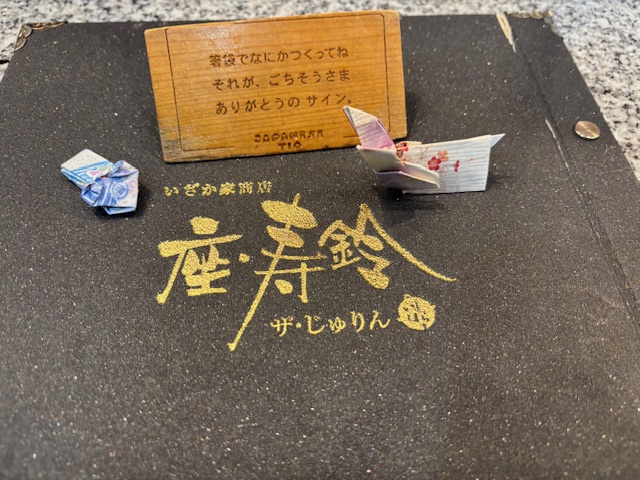 箸袋でなにかつくってね
それが、ごちそうさま
ありがとうの サイン。
JAPANESE
TIP
いざか家商店
座・寿鈴
ザ・じゅりん